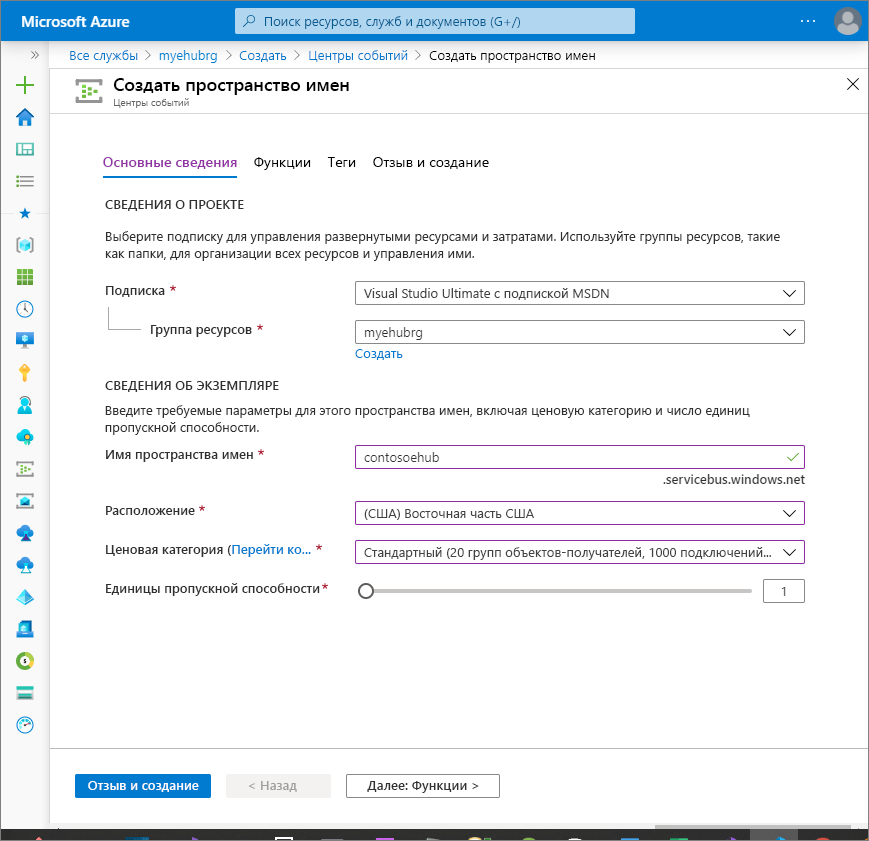 Microsoft Azure
Поиск ресурсов, служб и документов (G+/)
Все службы > myehubrg > Создать > Центры событий > Создать пространство имен
Создать пространство имен
Центры событий
Основные сведения Функции Теги Отзыв и создание
СВЕДЕНИЯ О ПРОЕКТЕ
Выберите подписку для управления развернутыми ресурсами и затратами. Используйте группы ресурсов, такие
как папки, для организации всех ресурсов и управления ими.
Подписка * Visual Studio Ultimate с подпиской MSDN
Группа ресурсов * myehubrg
Создать
СВЕДЕНИЯ ОБ ЭКЗЕМПЛЯРЕ
Введите требуемые параметры для этого пространства имен, включая ценовую категорию и число единиц
пропускной способности.
Имя пространства имен * contosoehub
.servicebus.windows.net
Расположение * (США) Восточная часть США
Ценовая категория (Перейти ко... * Стандартный (20 групп объектов-получателей, 1000 подключений...
Единицы пропускной способности* 1
Отзыв и создание < Назад Далее: Функции >